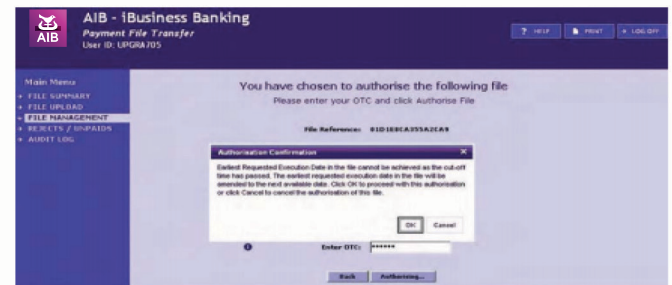 AIB - iBusiness Banking
Payment File Transfer
AIB
User ID: UPGRA705
? HELP PRINT LOG OFF
Main Menu
FILE SUMMARY
FILE UPLOAD
FILE MANAGEMENT
REJECTS / UNPAIDS
AUDIT LOG
You have chosen to authorise the following file
Please enter your OTC and click Authorise File
File Reference:
Authorisation Confirmation
Earliest Requested Execution Date in the file cannot be achieved as the cut-off
time has passed. The earliest requested execution date in the file will be
amended to the next available date. Click OK to proceed with this authorisation
or click Cancel to cancel the authorisation of this file.
OK Cancel
Enter OTC: ******
Back Authorising...